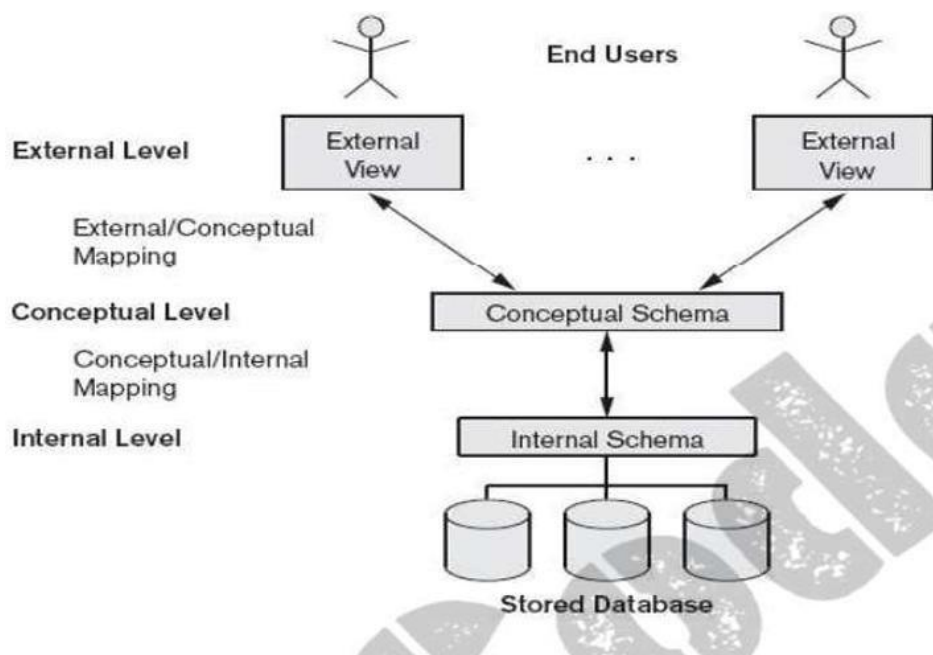 End Users
External Level
External
View
. . .
External
View
External/Conceptual
Mapping
Conceptual Level
Conceptual Schema
Conceptual/Internal
Mapping
Internal Level
Internal Schema
Stored Database